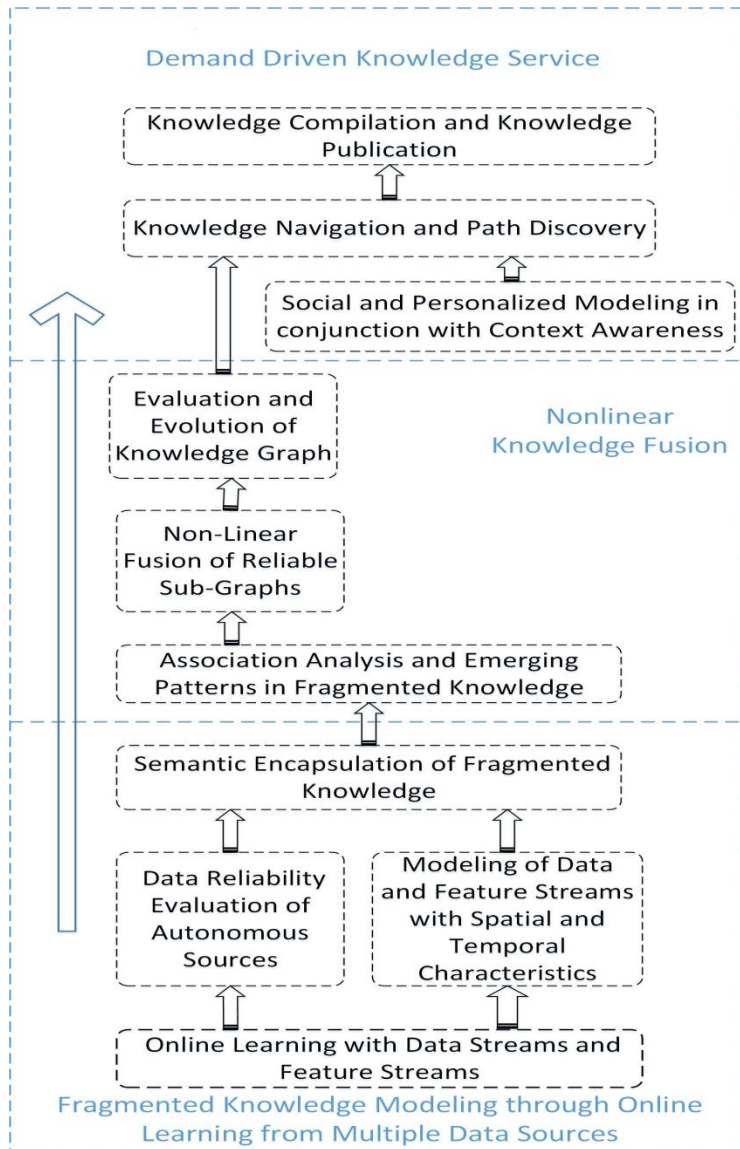 Demand Driven Knowledge Service
Knowledge Compilation and Knowledge
Publication
Knowledge Navigation and Path Discovery
Social and Personalized Modeling in
conjunction with Context Awareness
Evaluation and
Evolution of
Knowledge Graph
Nonlinear
Knowledge Fusion
Non-Linear
Fusion of Reliable
Sub-Graphs
Association Analysis and Emerging
Patterns in Fragmented Knowledge
Semantic Encapsulation of Fragmented
Knowledge
Data Reliability
Evaluation of
Autonomous
Sources
Modeling of Data
and Feature Streams
with Spatial and
Temporal
Characteristics
Online Learning with Data Streams and
Feature Streams
Fragmented Knowledge Modeling through Online
Learning from Multiple Data Sources